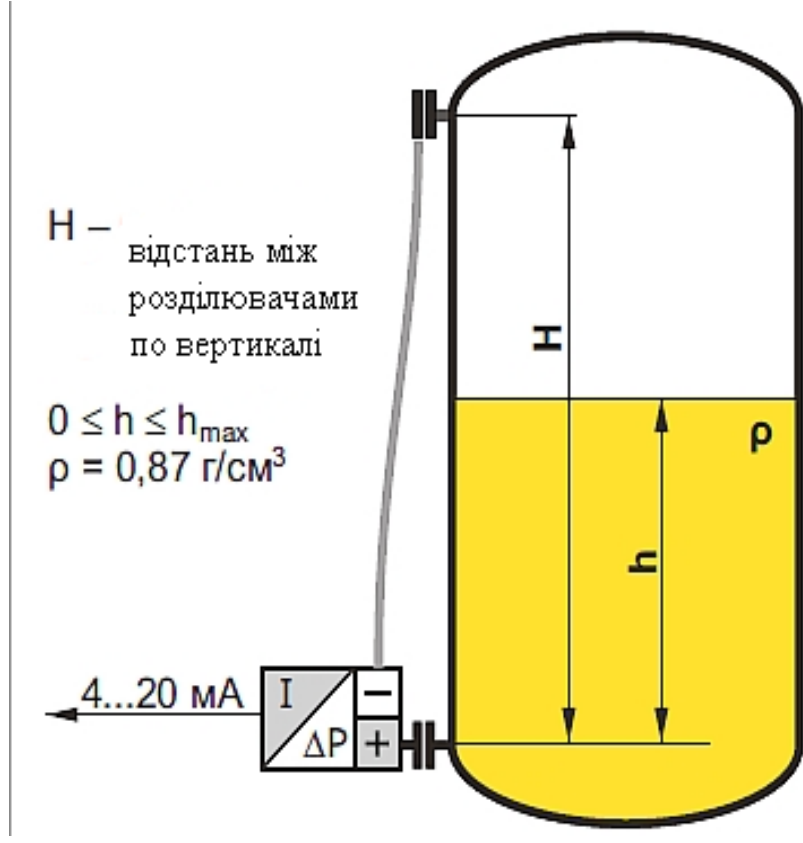 H –
відстань між
розділювачами
по вертикалі
0 ≤ h ≤ hmax
ρ = 0,87 г/см³
4...20 мА
I
ΔP
−
+
H
h
ρ